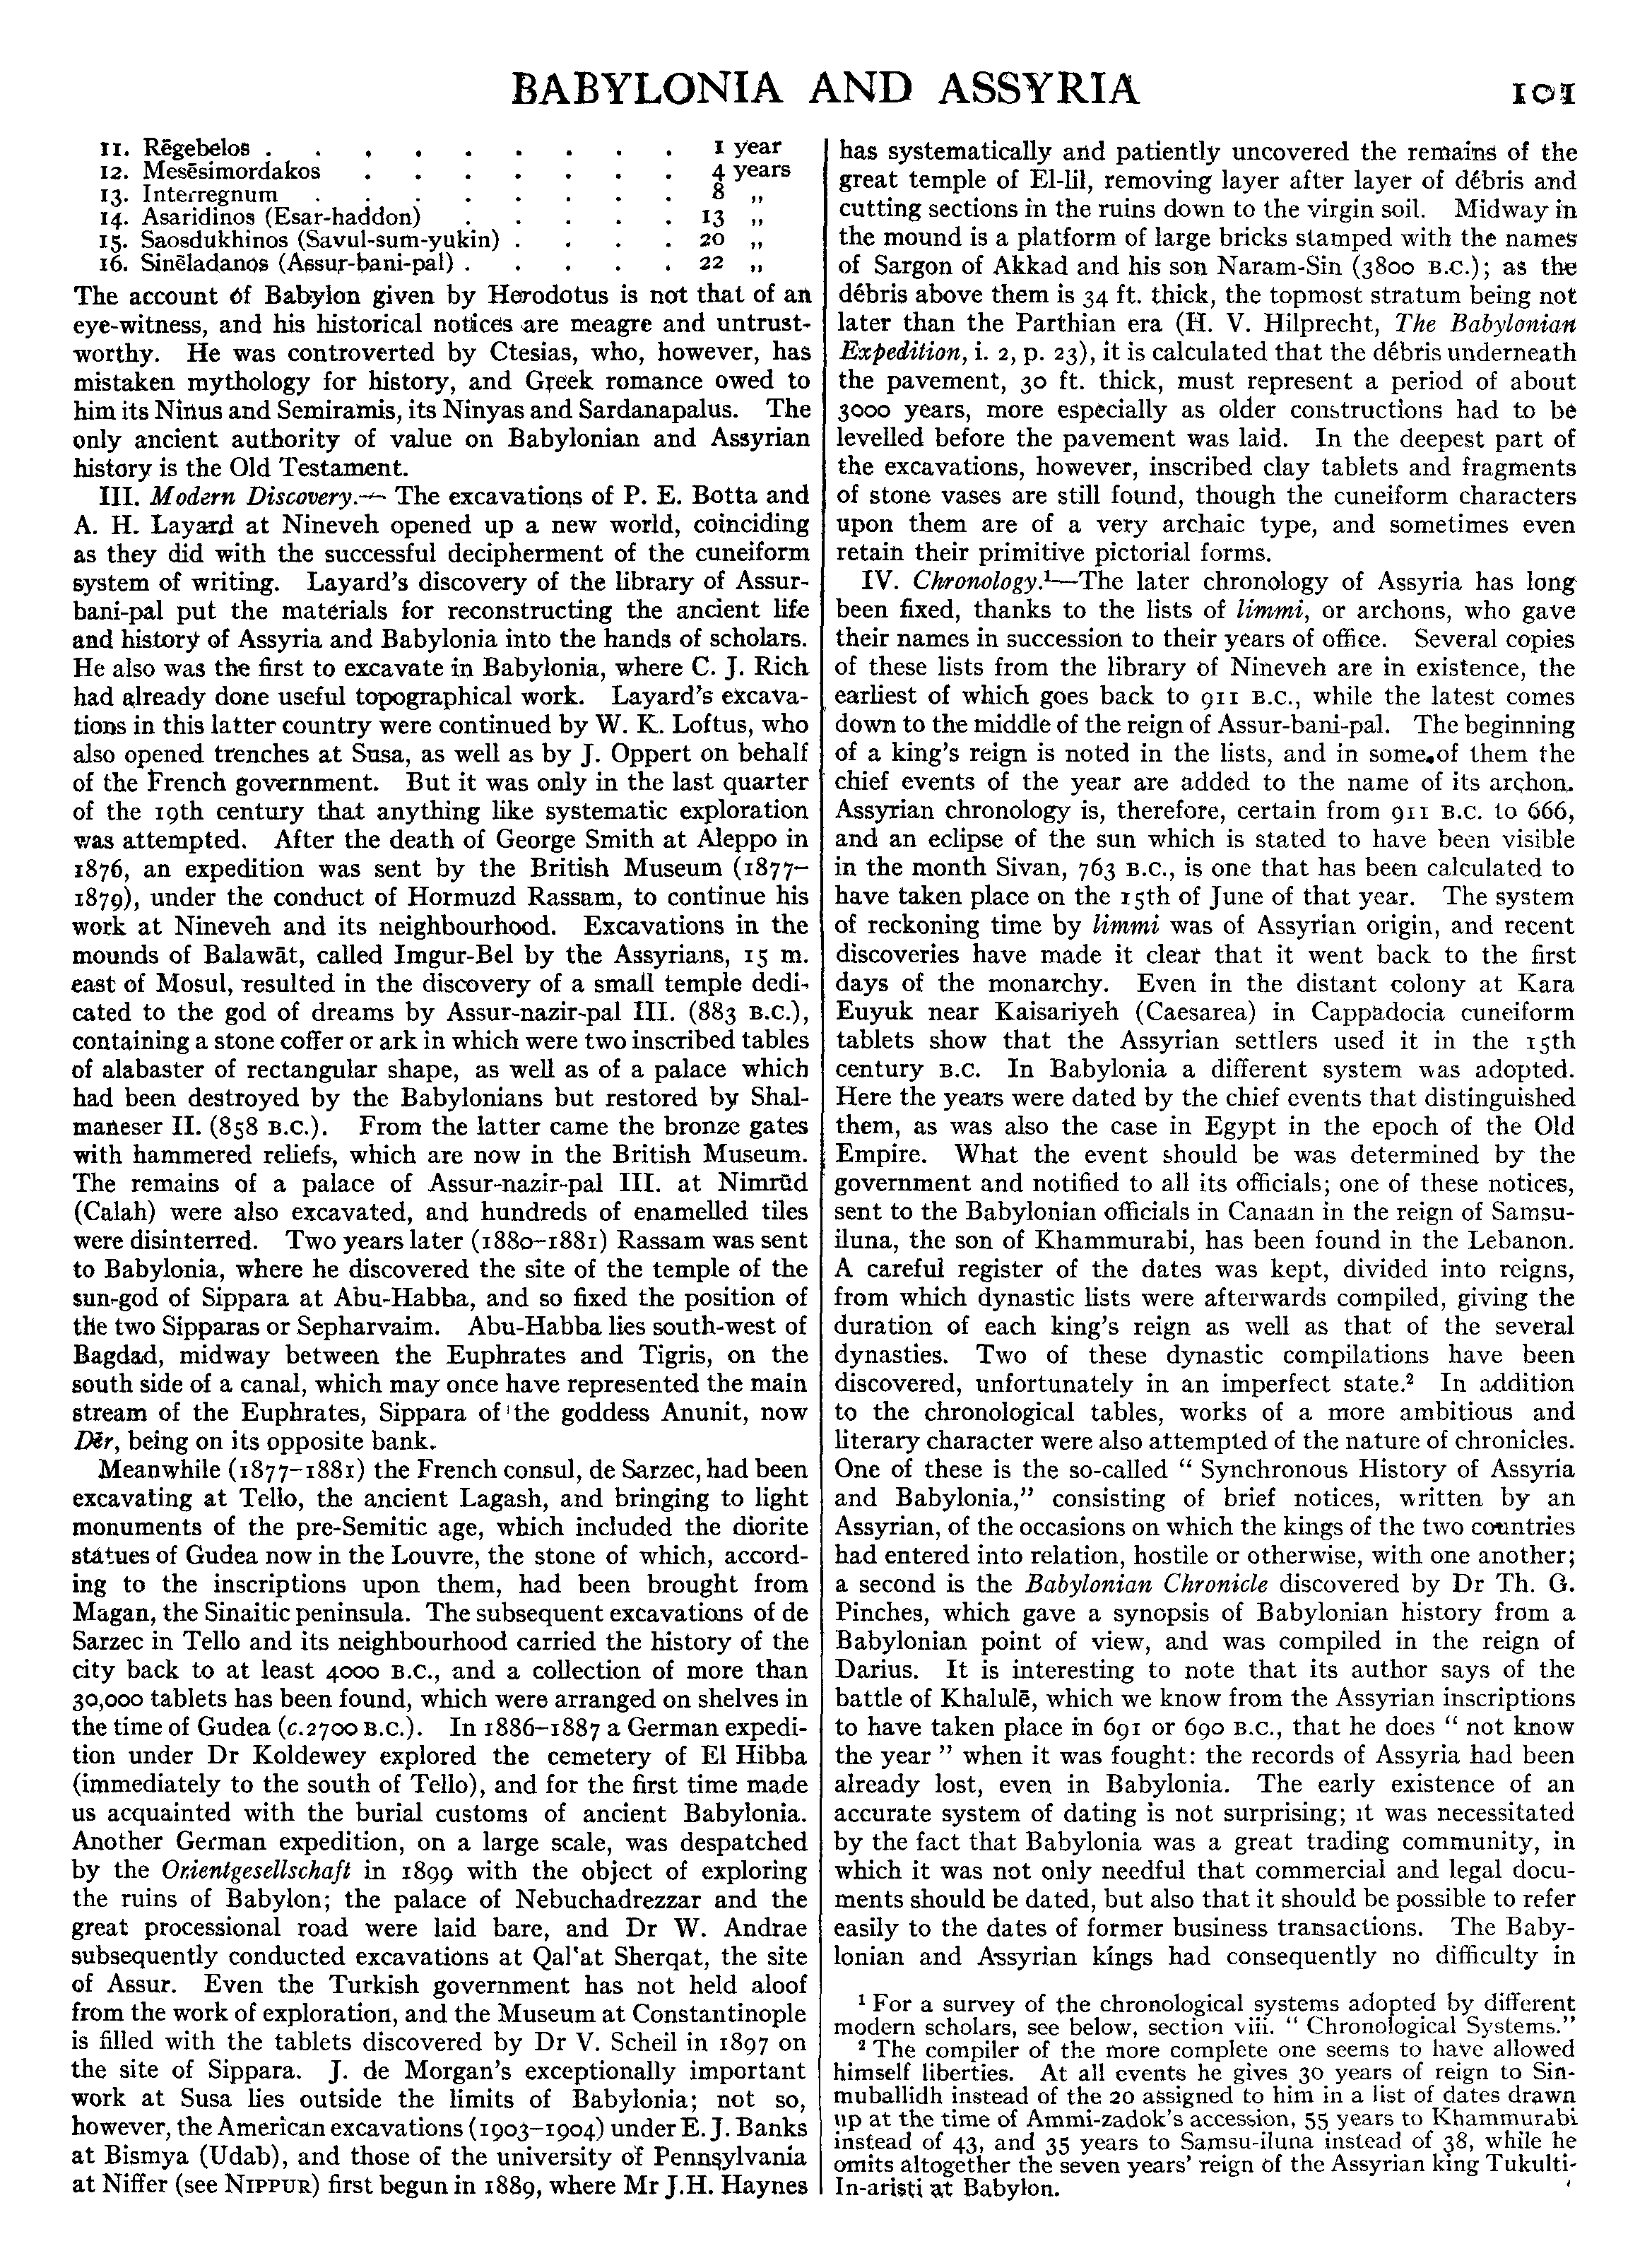 BABYLONIA AND ASSYRIA
101
11. Rēgebelos . . . . . . . . . 1 year
12. Mesēsimordakos . . . . . . . 4 years
13. Interregnum . . . . . . . . 8 ,,
14. Asaridinos (Esar-haddon) . . . . . 13 ,,
15. Saosdukhinos (Savul-sum-yukin) . . . . 20 ,,
16. Sinēladanos (Assur-bani-pal) . . . . . 22 ,,
The account of Babylon given by Herodotus is not that of an
eye-witness, and his historical notices are meagre and untrust-
worthy. He was controverted by Ctesias, who, however, has
mistaken mythology for history, and Greek romance owed to
him its Ninus and Semiramis, its Ninyas and Sardanapalus. The
only ancient authority of value on Babylonian and Assyrian
history is the Old Testament.
III. Modern Discovery.— The excavations of P. E. Botta and
A. H. Layard at Nineveh opened up a new world, coinciding
as they did with the successful decipherment of the cuneiform
system of writing. Layard's discovery of the library of Assur-
bani-pal put the materials for reconstructing the ancient life
and history of Assyria and Babylonia into the hands of scholars.
He also was the first to excavate in Babylonia, where C. J. Rich
had already done useful topographical work. Layard's excava-
tions in this latter country were continued by W. K. Loftus, who
also opened trenches at Susa, as well as by J. Oppert on behalf
of the French government. But it was only in the last quarter
of the 19th century that anything like systematic exploration
was attempted. After the death of George Smith at Aleppo in
1876, an expedition was sent by the British Museum (1877–
1879), under the conduct of Hormuzd Rassam, to continue his
work at Nineveh and its neighbourhood. Excavations in the
mounds of Balawāt, called Imgur-Bel by the Assyrians, 15 m.
east of Mosul, resulted in the discovery of a small temple dedi-
cated to the god of dreams by Assur-nazir-pal III. (883 B.C.),
containing a stone coffer or ark in which were two inscribed tables
of alabaster of rectangular shape, as well as of a palace which
had been destroyed by the Babylonians but restored by Shal-
maneser II. (858 B.C.). From the latter came the bronze gates
with hammered reliefs, which are now in the British Museum.
The remains of a palace of Assur-nazir-pal III. at Nimrūd
(Calah) were also excavated, and hundreds of enamelled tiles
were disinterred. Two years later (1880–1881) Rassam was sent
to Babylonia, where he discovered the site of the temple of the
sun-god of Sippara at Abu-Habba, and so fixed the position of
the two Sipparas or Sepharvaim. Abu-Habba lies south-west of
Bagdad, midway between the Euphrates and Tigris, on the
south side of a canal, which may once have represented the main
stream of the Euphrates, Sippara of the goddess Anunit, now
Dēr, being on its opposite bank.
Meanwhile (1877–1881) the French consul, de Sarzec, had been
excavating at Tello, the ancient Lagash, and bringing to light
monuments of the pre-Semitic age, which included the diorite
statues of Gudea now in the Louvre, the stone of which, accord-
ing to the inscriptions upon them, had been brought from
Magan, the Sinaitic peninsula. The subsequent excavations of de
Sarzec in Tello and its neighbourhood carried the history of the
city back to at least 4000 B.C., and a collection of more than
30,000 tablets has been found, which were arranged on shelves in
the time of Gudea (c.2700 B.C.). In 1886–1887 a German expedi-
tion under Dr Koldewey explored the cemetery of El Hibba
(immediately to the south of Tello), and for the first time made
us acquainted with the burial customs of ancient Babylonia.
Another German expedition, on a large scale, was despatched
by the Orientgesellschaft in 1899 with the object of exploring
the ruins of Babylon; the palace of Nebuchadrezzar and the
great processional road were laid bare, and Dr W. Andrae
subsequently conducted excavations at Qalʽat Sherqat, the site
of Assur. Even the Turkish government has not held aloof
from the work of exploration, and the Museum at Constantinople
is filled with the tablets discovered by Dr V. Scheil in 1897 on
the site of Sippara. J. de Morgan's exceptionally important
work at Susa lies outside the limits of Babylonia; not so,
however, the American excavations (1903–1904) under E. J. Banks
at Bismya (Udab), and those of the university of Pennsylvania
at Niffer (see NIPPUR) first begun in 1889, where Mr J.H. Haynes
has systematically and patiently uncovered the remains of the
great temple of El-lil, removing layer after layer of débris and
cutting sections in the ruins down to the virgin soil. Midway in
the mound is a platform of large bricks stamped with the names
of Sargon of Akkad and his son Naram-Sin (3800 B.C.); as the
débris above them is 34 ft. thick, the topmost stratum being not
later than the Parthian era (H. V. Hilprecht, The Babylonian
Expedition, i. 2, p. 23), it is calculated that the débris underneath
the pavement, 30 ft. thick, must represent a period of about
3000 years, more especially as older constructions had to be
levelled before the pavement was laid. In the deepest part of
the excavations, however, inscribed clay tablets and fragments
of stone vases are still found, though the cuneiform characters
upon them are of a very archaic type, and sometimes even
retain their primitive pictorial forms.
IV. Chronology.¹—The later chronology of Assyria has long
been fixed, thanks to the lists of limmi, or archons, who gave
their names in succession to their years of office. Several copies
of these lists from the library of Nineveh are in existence, the
earliest of which goes back to 911 B.C., while the latest comes
down to the middle of the reign of Assur-bani-pal. The beginning
of a king's reign is noted in the lists, and in some of them the
chief events of the year are added to the name of its archon.
Assyrian chronology is, therefore, certain from 911 B.C. to 666,
and an eclipse of the sun which is stated to have been visible
in the month Sivan, 763 B.C., is one that has been calculated to
have taken place on the 15th of June of that year. The system
of reckoning time by limmi was of Assyrian origin, and recent
discoveries have made it clear that it went back to the first
days of the monarchy. Even in the distant colony at Kara
Euyuk near Kaisariyeh (Caesarea) in Cappadocia cuneiform
tablets show that the Assyrian settlers used it in the 15th
century B.C. In Babylonia a different system was adopted.
Here the years were dated by the chief events that distinguished
them, as was also the case in Egypt in the epoch of the Old
Empire. What the event should be was determined by the
government and notified to all its officials; one of these notices,
sent to the Babylonian officials in Canaan in the reign of Samsu-
iluna, the son of Khammurabi, has been found in the Lebanon.
A careful register of the dates was kept, divided into reigns,
from which dynastic lists were afterwards compiled, giving the
duration of each king's reign as well as that of the several
dynasties. Two of these dynastic compilations have been
discovered, unfortunately in an imperfect state.² In addition
to the chronological tables, works of a more ambitious and
literary character were also attempted of the nature of chronicles.
One of these is the so-called “ Synchronous History of Assyria
and Babylonia,” consisting of brief notices, written by an
Assyrian, of the occasions on which the kings of the two countries
had entered into relation, hostile or otherwise, with one another;
a second is the Babylonian Chronicle discovered by Dr Th. G.
Pinches, which gave a synopsis of Babylonian history from a
Babylonian point of view, and was compiled in the reign of
Darius. It is interesting to note that its author says of the
battle of Khalulē, which we know from the Assyrian inscriptions
to have taken place in 691 or 690 B.C., that he does “ not know
the year ” when it was fought: the records of Assyria had been
already lost, even in Babylonia. The early existence of an
accurate system of dating is not surprising; it was necessitated
by the fact that Babylonia was a great trading community, in
which it was not only needful that commercial and legal docu-
ments should be dated, but also that it should be possible to refer
easily to the dates of former business transactions. The Baby-
lonian and Assyrian kings had consequently no difficulty in
¹ For a survey of the chronological systems adopted by different
modern scholars, see below, section viii. “ Chronological Systems.”
² The compiler of the more complete one seems to have allowed
himself liberties. At all events he gives 30 years of reign to Sin-
muballidh instead of the 20 assigned to him in a list of dates drawn
up at the time of Ammi-zadok's accession, 55 years to Khammurabi
instead of 43, and 35 years to Samsu-iluna instead of 38, while he
omits altogether the seven years' reign of the Assyrian king Tukulti-
In-aristi at Babylon.